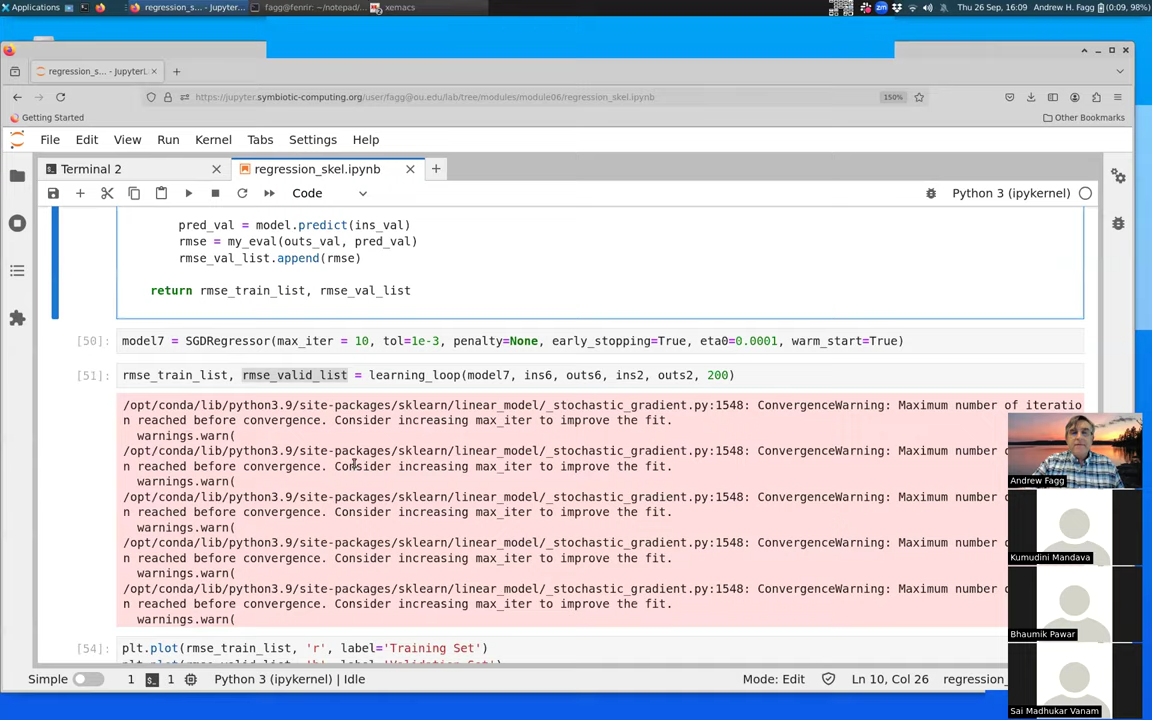 Applications
regression_s... - Jupyter...
fagg@fenrir: ~/notepad/...
xemacs
Thu 26 Sep, 16:09
Andrew H. Fagg
(0:09, 98%)
regression_s... - JupyterL
https://jupyter.symbiotic-computing.org/user/fagg@ou.edu/lab/tree/modules/module06/regression_skel.ipynb
150%
Getting Started
Other Bookmarks
File Edit View Run Kernel Tabs Settings Help
Terminal 2
regression_skel.ipynb
Code
Python 3 (ipykernel)
pred_val = model.predict(ins_val)
rmse = my_eval(outs_val, pred_val)
rmse_val_list.append(rmse)
return rmse_train_list, rmse_val_list
[50]: model7 = SGDRegressor(max_iter = 10, tol=1e-3, penalty=None, early_stopping=True, eta0=0.0001, warm_start=True)
[51]: rmse_train_list, rmse_valid_list = learning_loop(model7, ins6, outs6, ins2, outs2, 200)
/opt/conda/lib/python3.9/site-packages/sklearn/linear_model/_stochastic_gradient.py:1548: ConvergenceWarning: Maximum number of iteratio
n reached before convergence. Consider increasing max_iter to improve the fit.
warnings.warn(
/opt/conda/lib/python3.9/site-packages/sklearn/linear_model/_stochastic_gradient.py:1548: ConvergenceWarning: Maximum number o
n reached before convergence. Consider increasing max_iter to improve the fit.
warnings.warn(
/opt/conda/lib/python3.9/site-packages/sklearn/linear_model/_stochastic_gradient.py:1548: ConvergenceWarning: Maximum number o
n reached before convergence. Consider increasing max_iter to improve the fit.
warnings.warn(
/opt/conda/lib/python3.9/site-packages/sklearn/linear_model/_stochastic_gradient.py:1548: ConvergenceWarning: Maximum number o
n reached before convergence. Consider increasing max_iter to improve the fit.
warnings.warn(
/opt/conda/lib/python3.9/site-packages/sklearn/linear_model/_stochastic_gradient.py:1548: ConvergenceWarning: Maximum number o
n reached before convergence. Consider increasing max_iter to improve the fit.
warnings.warn(
[54]: plt.plot(rmse_train_list, 'r', label='Training Set')
Andrew Fagg
Kumudini Mandava
Bhaumik Pawar
Sai Madhukar Vanam
Simple 1 1 Python 3 (ipykernel) | Idle
Mode: Edit Ln 10, Col 26 regression_